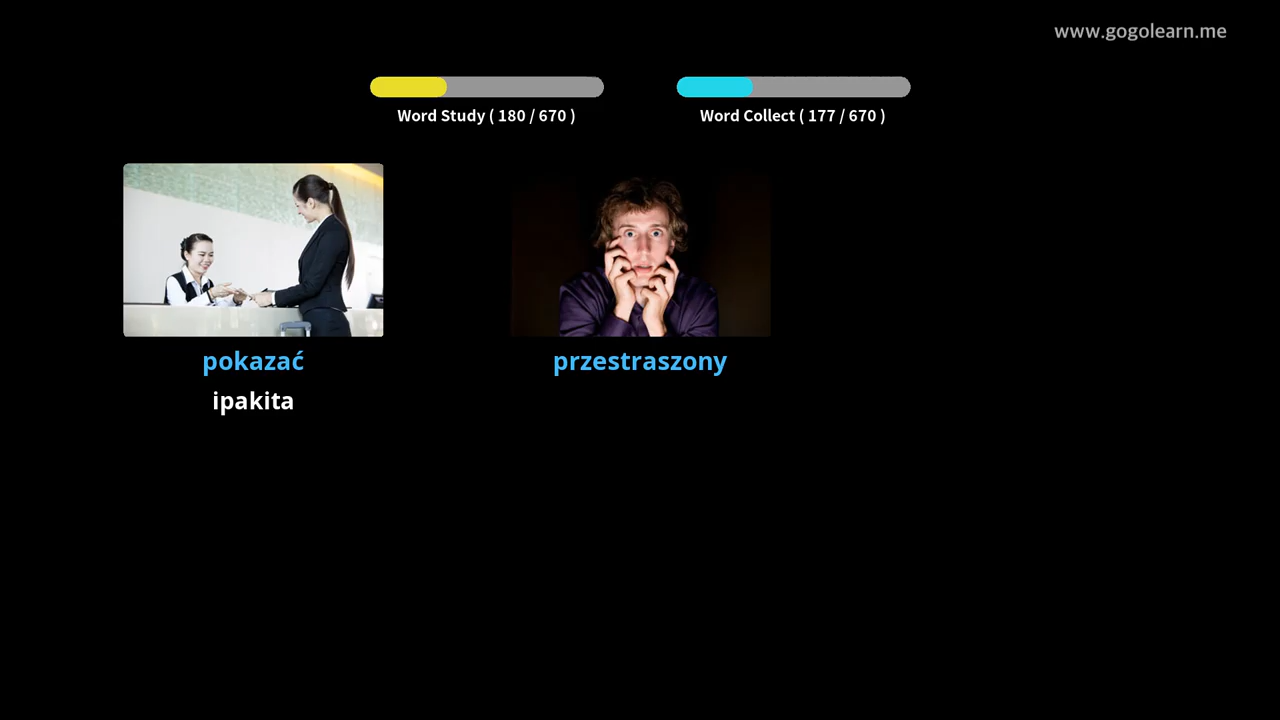 www.gogolearn.me
Word Study ( 180 / 670 )
Word Collect ( 177 / 670 )
pokazać
ipakita
przestraszony